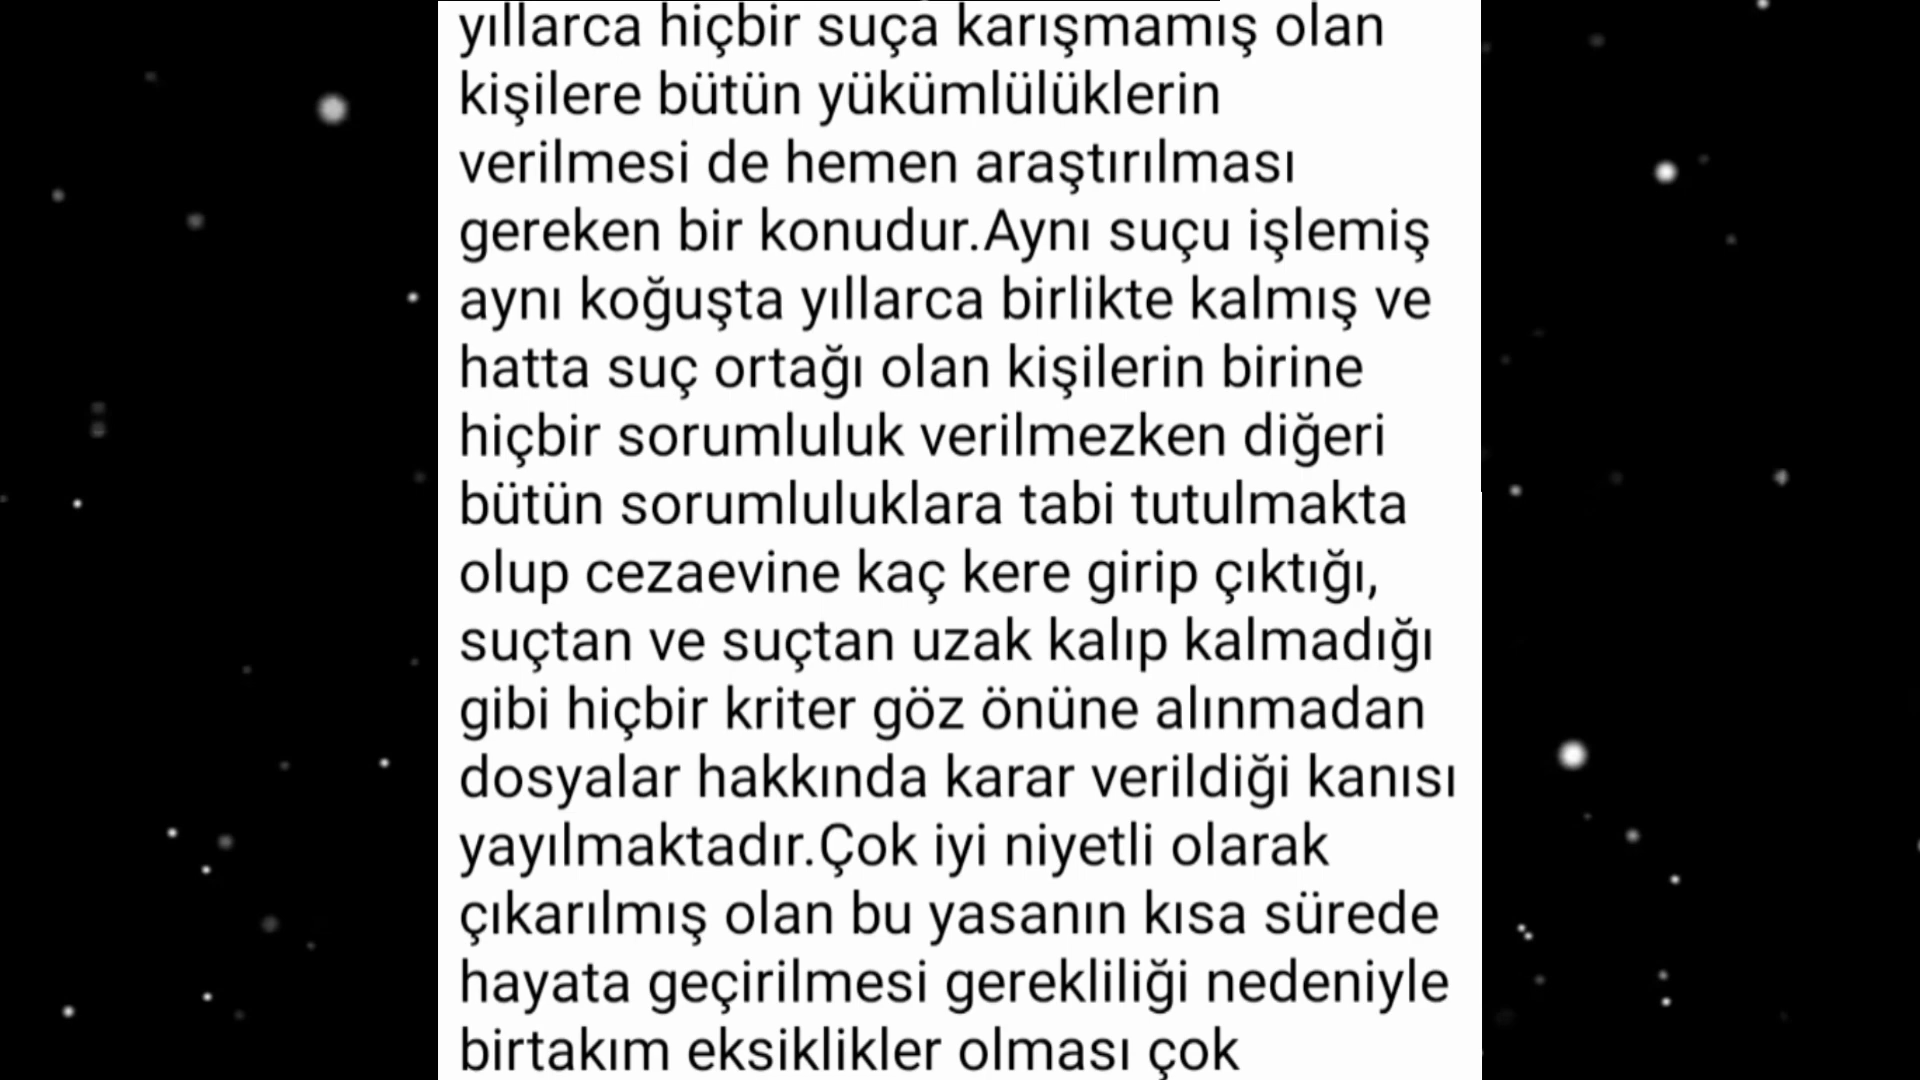 yıllarca hiçbir suça karışmamış olan
kişilere bütün yükümlülüklerin
verilmesi de hemen araştırılması
gereken bir konudur.Aynı suçu işlemiş
aynı koğuşta yıllarca birlikte kalmış ve
hatta suç ortağı olan kişilerin birine
hiçbir sorumluluk verilmezken diğeri
bütün sorumluluklara tabi tutulmakta
olup cezaevine kaç kere girip çıktığı,
suçtan ve suçtan uzak kalıp kalmadığı
gibi hiçbir kriter göz önüne alınmadan
dosyalar hakkında karar verildiği kanısı
yayılmaktadır.Çok iyi niyetli olarak
çıkarılmış olan bu yasanın kısa sürede
hayata geçirilmesi gerekliliği nedeniyle
birtakım eksiklikler olması çok